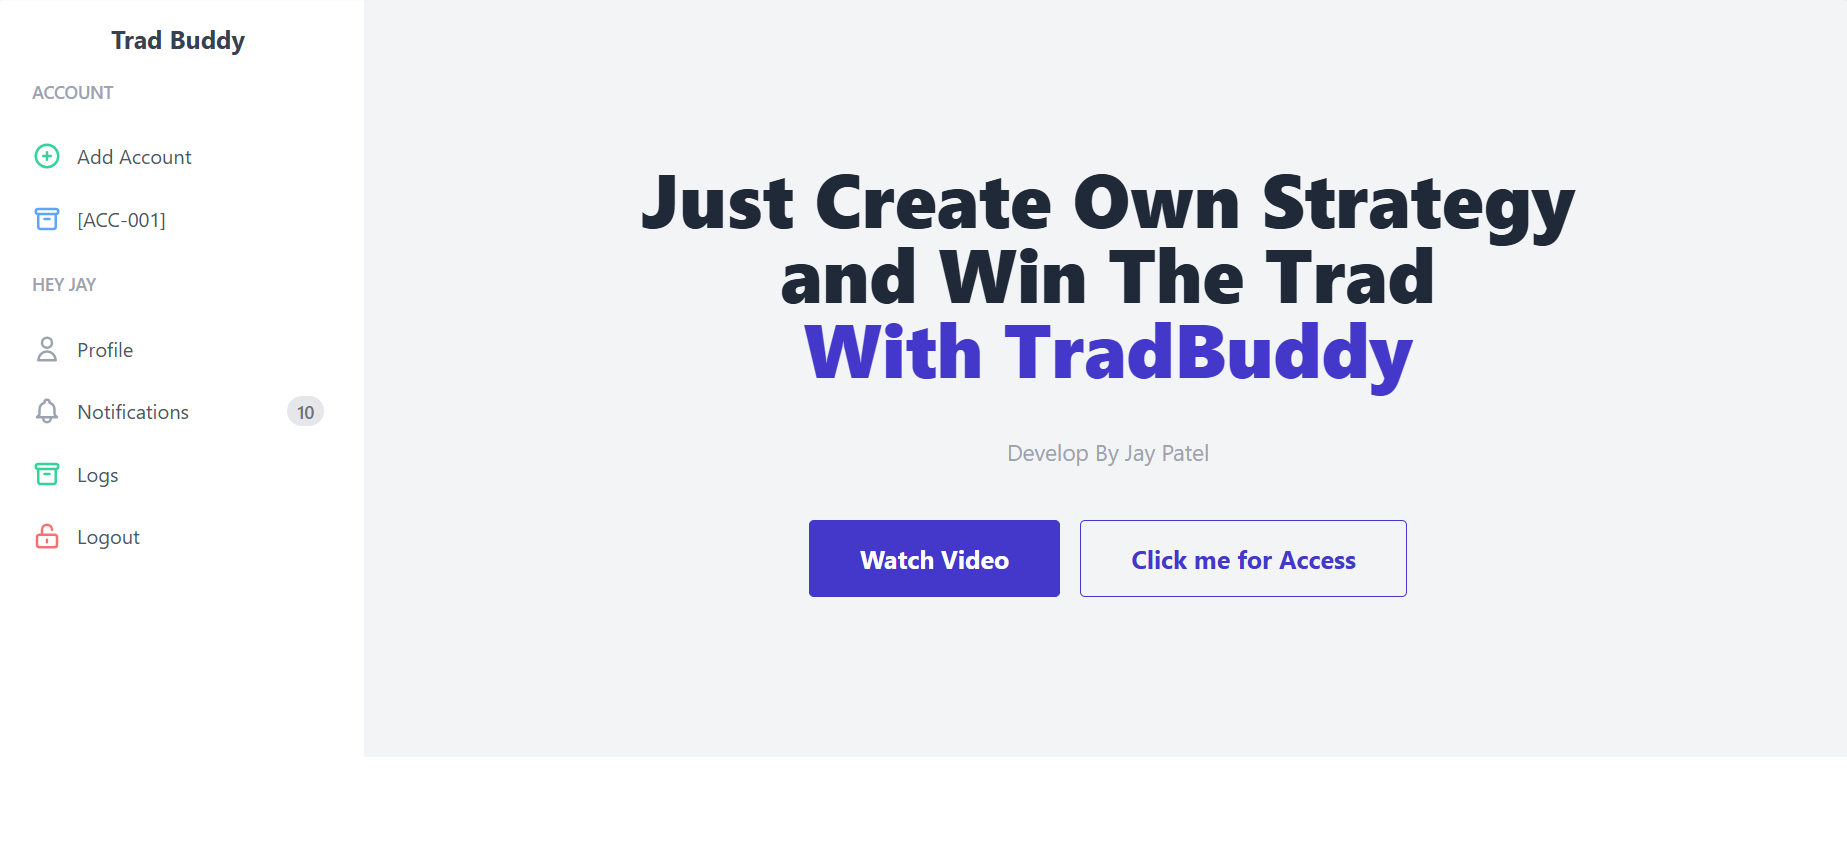 Trad Buddy
ACCOUNT
Add Account
[ACC-001]
HEY JAY
Profile
Notifications 10
Logs
Logout
Just Create Own Strategy
and Win The Trad
With TradBuddy
Develop By Jay Patel
Watch Video
Click me for Access